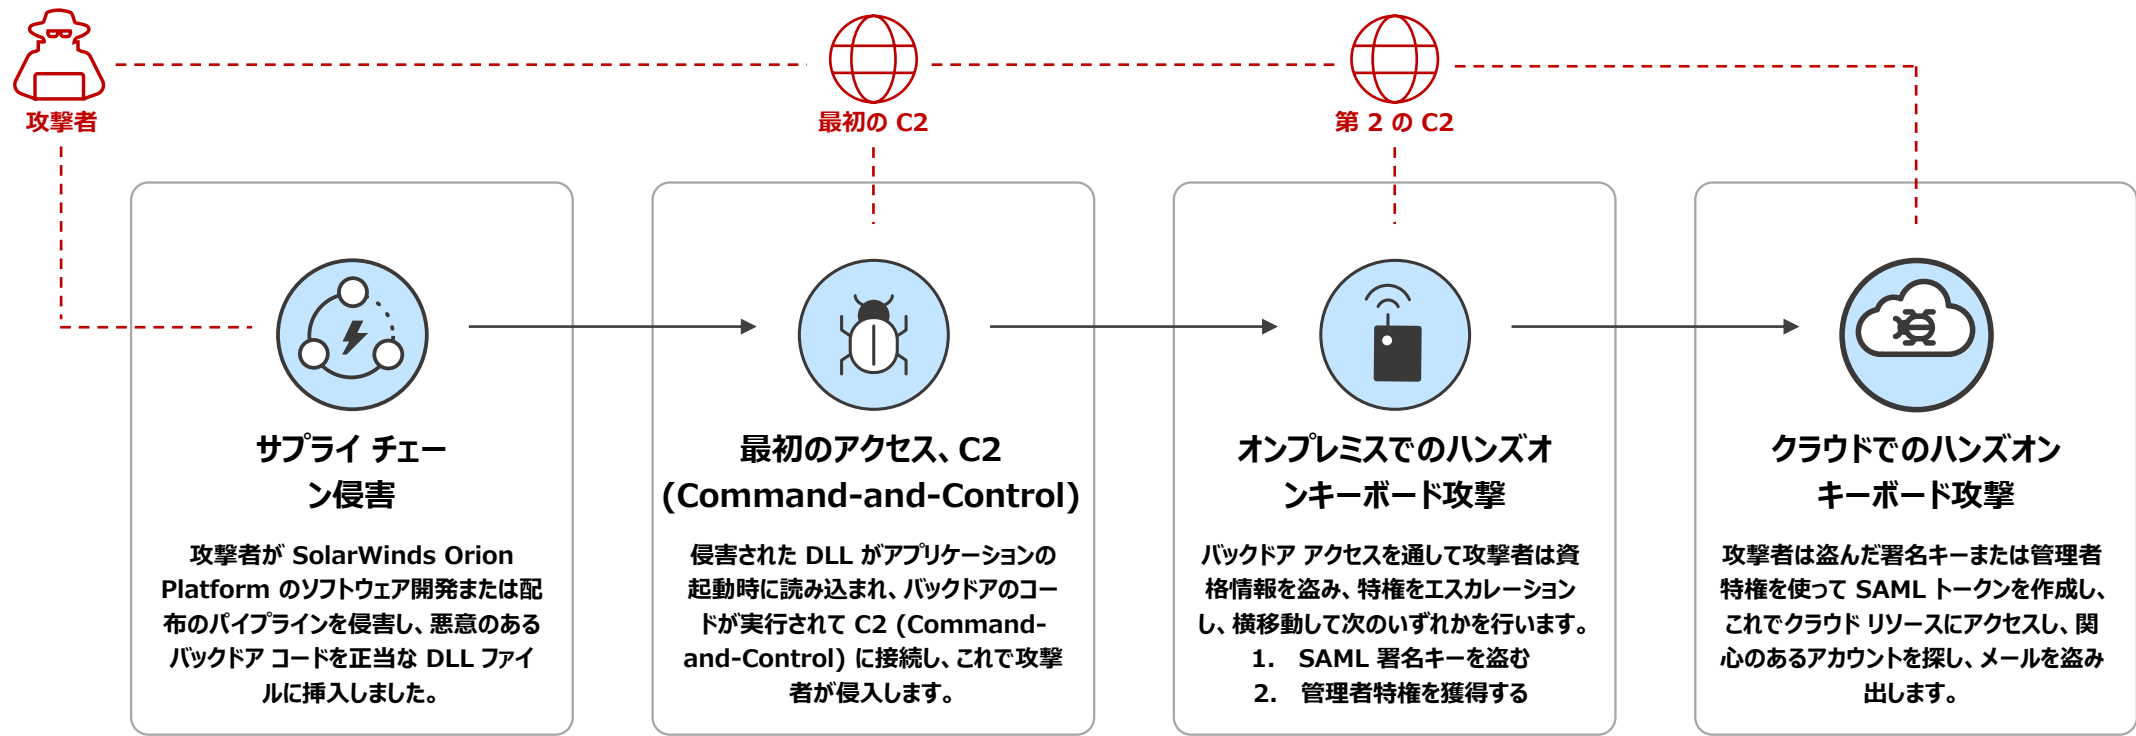 攻撃者
最初の C2
第 2 の C2
サプライ チェー
ン侵害
攻撃者が SolarWinds Orion
Platform のソフトウェア開発または配
布のパイプラインを侵害し、悪意のある
バックドア コードを正当な DLL ファイ
ルに挿入しました。
最初のアクセス、C2
(Command-and-Control)
侵害された DLL がアプリケーションの
起動時に読み込まれ、バックドアのコー
ドが実行されて C2 (Command-
and-Control) に接続し、これで攻撃
者が侵入します。
オンプレミスでのハンズオ
ンキーボード攻撃
バックドア アクセスを通して攻撃者は資
格情報を盗み、特権をエスカレーション
し、横移動して次のいずれかを行います。
1. SAML 署名キーを盗む
2. 管理者特権を獲得する
クラウドでのハンズオン
キーボード攻撃
攻撃者は盗んだ署名キーまたは管理者
特権を使って SAML トークンを作成し、
これでクラウド リソースにアクセスし、関
心のあるアカウントを探し、メールを盗み
出します。